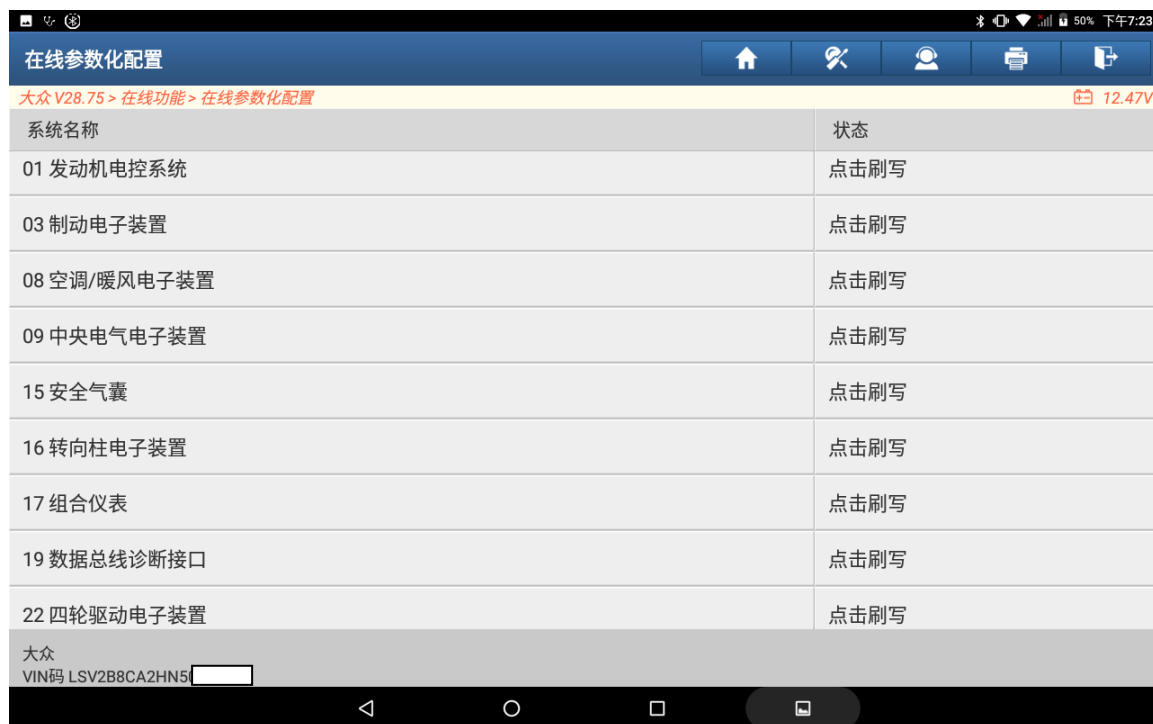 50% 下午7:23
在线参数化配置
大众 V28.75 > 在线功能 > 在线参数化配置 12.47V
系统名称 状态
01 发动机电控系统 点击刷写
03 制动电子装置 点击刷写
08 空调/暖风电子装置 点击刷写
09 中央电气电子装置 点击刷写
15 安全气囊 点击刷写
16 转向柱电子装置 点击刷写
17 组合仪表 点击刷写
19 数据总线诊断接口 点击刷写
22 四轮驱动电子装置 点击刷写
大众
VIN码 LSV2B8CA2HN5